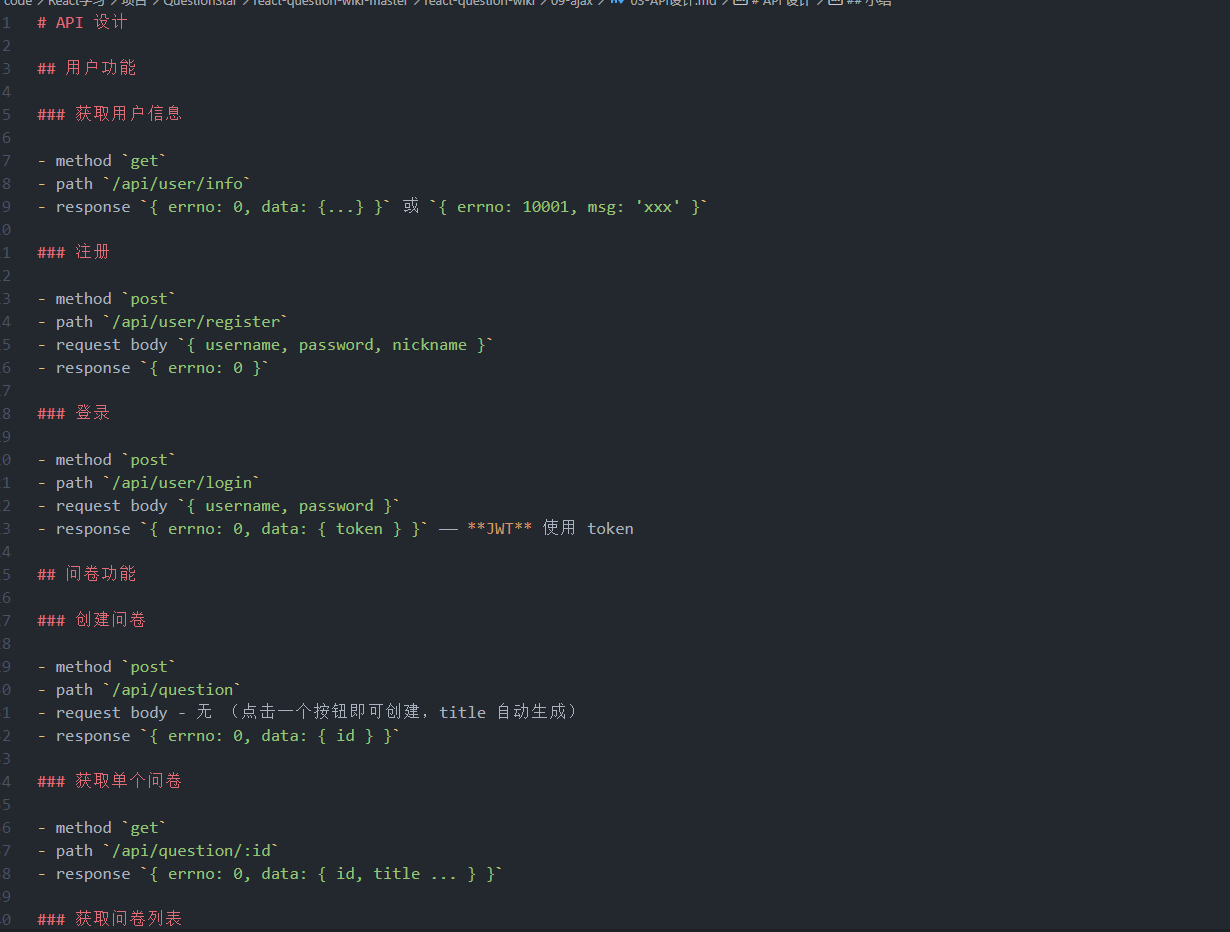 code > React学习 > 项目 > QuestionStar > react-question-wiki-master > react-question-wiki > 09-ajax > 03-API设计.md > # API 设计 > ## 小结
1 # API 设计
2
3 ## 用户功能
4
5 ### 获取用户信息
6
7 - method `get`
8 - path `/api/user/info`
9 - response `{ errno: 0, data: {...} }` 或 `{ errno: 10001, msg: 'xxx' }`
0
1 ### 注册
2
3 - method `post`
4 - path `/api/user/register`
5 - request body `{ username, password, nickname }`
6 - response `{ errno: 0 }`
7
8 ### 登录
9
0 - method `post`
1 - path `/api/user/login`
2 - request body `{ username, password }`
3 - response `{ errno: 0, data: { token } }` —— **JWT** 使用 token
4
5 ## 问卷功能
6
7 ### 创建问卷
8
9 - method `post`
0 - path `/api/question`
1 - request body - 无 （点击一个按钮即可创建，title 自动生成）
2 - response `{ errno: 0, data: { id } }`
3
4 ### 获取单个问卷
5
6 - method `get`
7 - path `/api/question/:id`
8 - response `{ errno: 0, data: { id, title ... } }`
9
0 ### 获取问卷列表